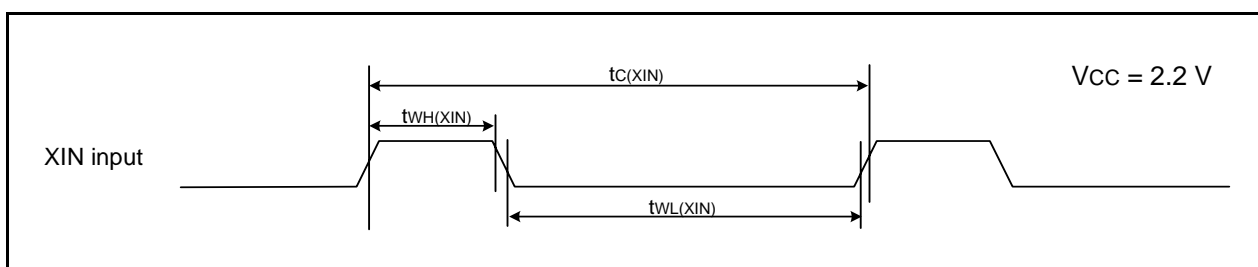 tC(XIN)
VCC = 2.2 V
tWH(XIN)
XIN input
tWL(XIN)